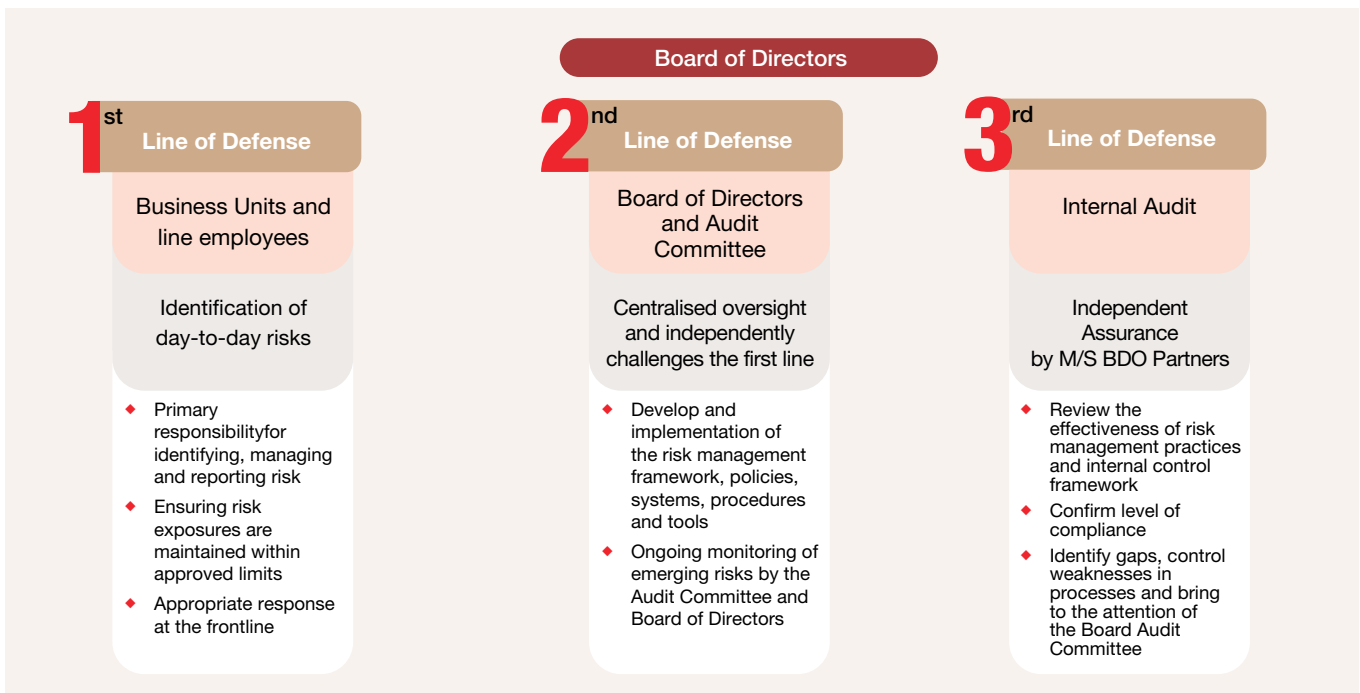 Board of Directors
1st
Line of Defense
Business Units and
line employees
Identification of
day-to-day risks
◆ Primary
responsibilityfor
identifying, managing
and reporting risk
◆ Ensuring risk
exposures are
maintained within
approved limits
◆ Appropriate response
at the frontline
2nd
Line of Defense
Board of Directors
and Audit
Committee
Centralised oversight
and independently
challenges the first line
◆ Develop and
implementation of
the risk management
framework, policies,
systems, procedures
and tools
◆ Ongoing monitoring of
emerging risks by the
Audit Committee and
Board of Directors
3rd
Line of Defense
Internal Audit
Independent
Assurance
by M/S BDO Partners
◆ Review the
effectiveness of risk
management practices
and internal control
framework
◆ Confirm level of
compliance
◆ Identify gaps, control
weaknesses in
processes and bring
to the attention of
the Board Audit
Committee